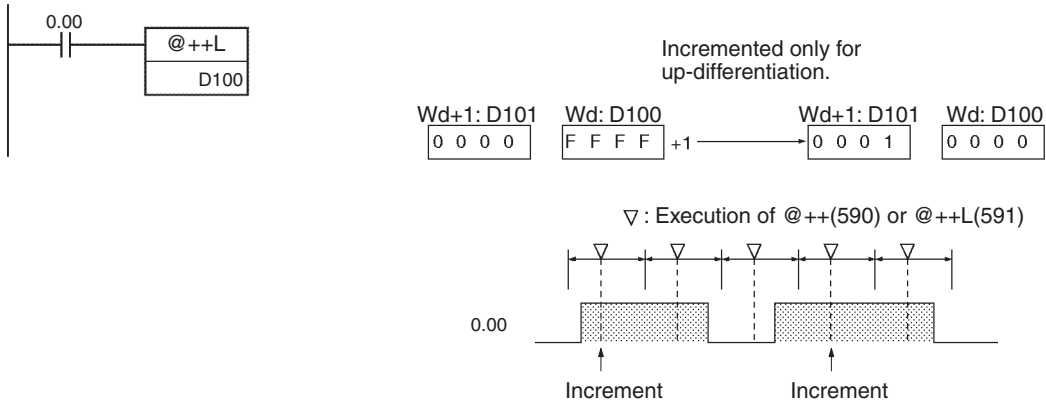 0.00
@++L
D100
Incremented only for
up-differentiation.
Wd+1: D101 Wd: D100 Wd+1: D101 Wd: D100
0 0 0 0 F F F F +1 0 0 0 1 0 0 0 0
▽ : Execution of @++(590) or @++L(591)
0.00
Increment Increment